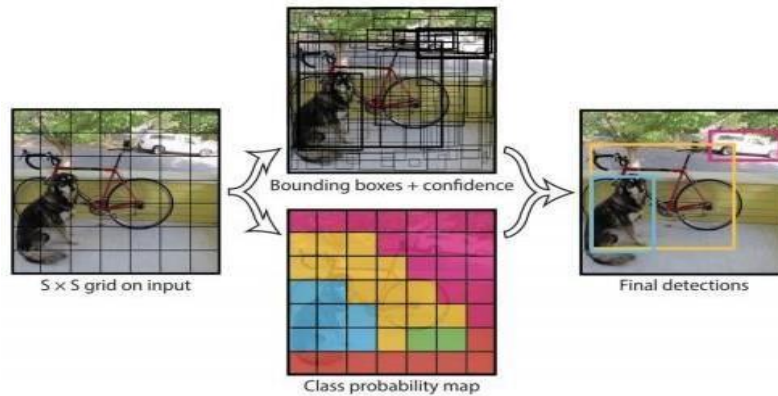 S × S grid on input
Bounding boxes + confidence
Class probability map
Final detections